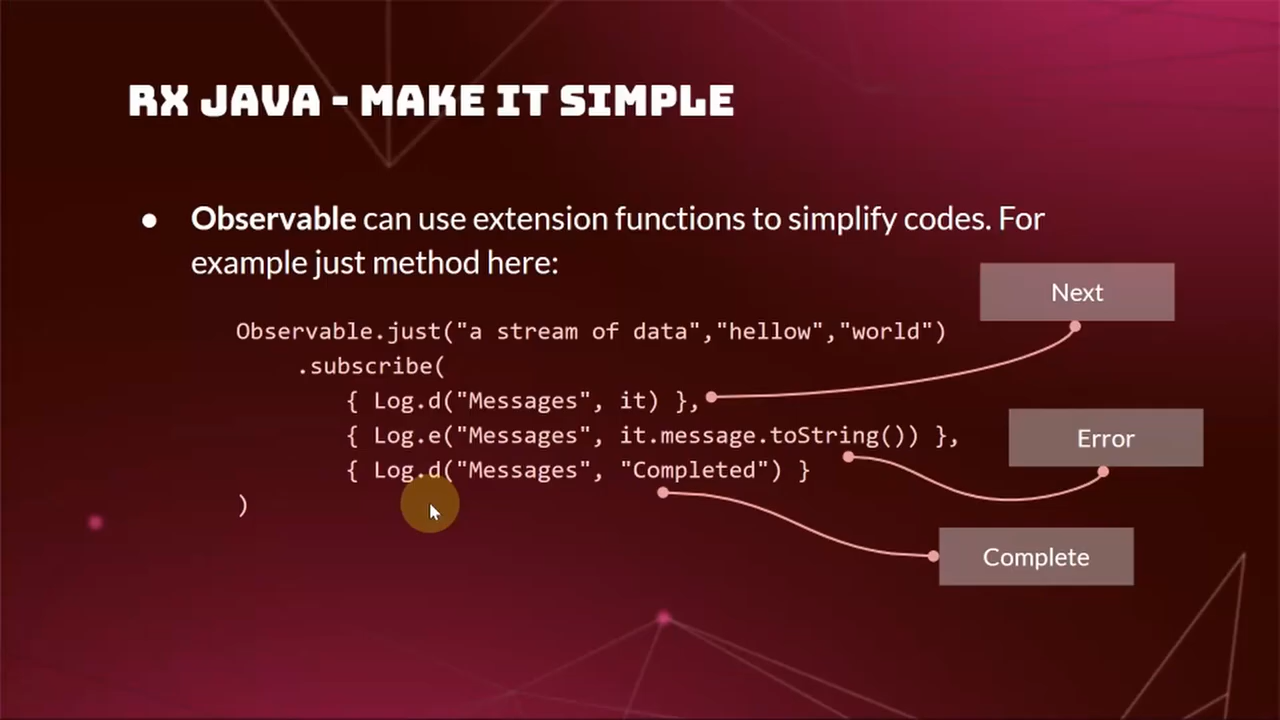 RX JAVA - MAKE IT SIMPLE
● Observable can use extension functions to simplify codes. For
example just method here:
Next
Observable.just("a stream of data","hellow","world")
.subscribe(
{ Log.d("Messages", it) },
{ Log.e("Messages", it.message.toString()) },
Error
{ Log.d("Messages", "Completed") }
)
Complete